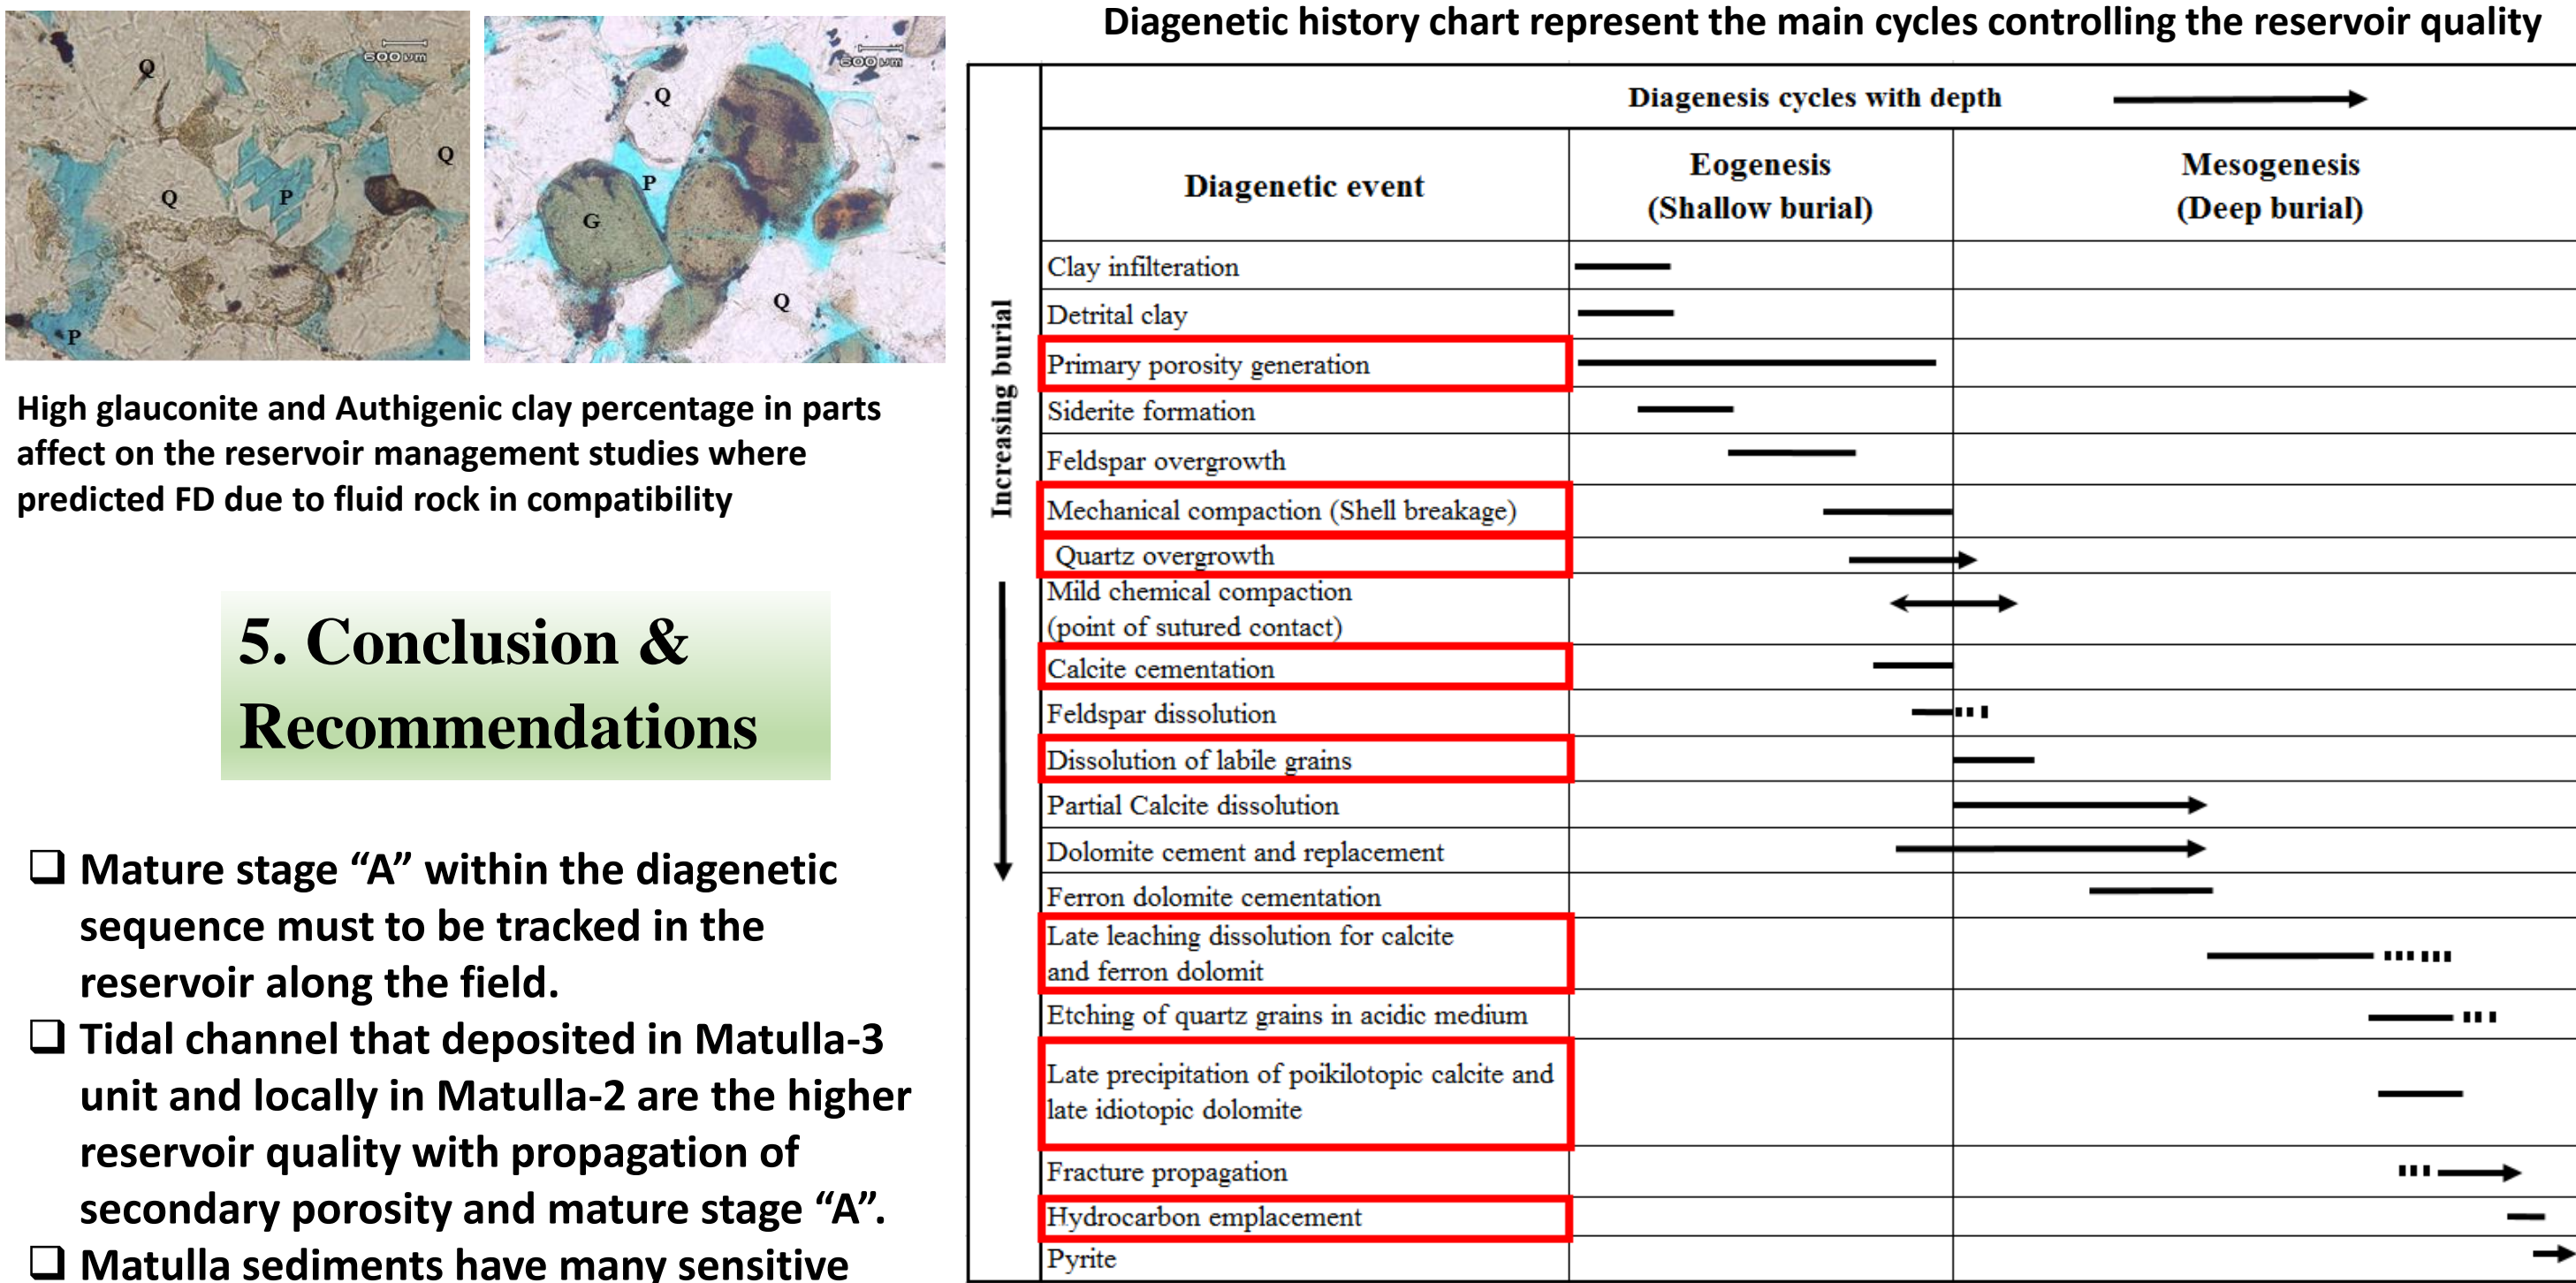 Q
Q
Q
P
P
600 µm
Q
P
G
Q
600 µm
High glauconite and Authigenic clay percentage in parts
affect on the reservoir management studies where
predicted FD due to fluid rock in compatibility
5. Conclusion &
Recommendations
❑ Mature stage “A” within the diagenetic
sequence must to be tracked in the
reservoir along the field.
❑ Tidal channel that deposited in Matulla-3
unit and locally in Matulla-2 are the higher
reservoir quality with propagation of
secondary porosity and mature stage “A”.
❑ Matulla sediments have many sensitive
Diagenetic history chart represent the main cycles controlling the reservoir quality
Increasing burial
Diagenesis cycles with depth
Diagenetic event
Eogenesis
(Shallow burial)
Mesogenesis
(Deep burial)
Clay infilteration
Detrital clay
Primary porosity generation
Siderite formation
Feldspar overgrowth
Mechanical compaction (Shell breakage)
Quartz overgrowth
Mild chemical compaction
(point of sutured contact)
Calcite cementation
Feldspar dissolution
Dissolution of labile grains
Partial Calcite dissolution
Dolomite cement and replacement
Ferron dolomite cementation
Late leaching dissolution for calcite
and ferron dolomit
Etching of quartz grains in acidic medium
Late precipitation of poikilotopic calcite and
late idiotopic dolomite
Fracture propagation
Hydrocarbon emplacement
Pyrite